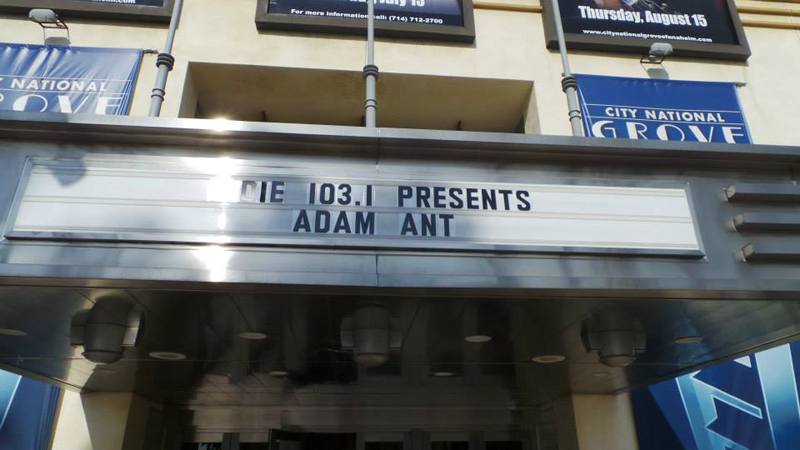 For more information call: (714) 712-2700
Thursday, August 15
www.citynationalgroveofanaheim.com
CITY NATIONAL
GROVE
CITY NATIONAL
GROVE
DIE 103.1 PRESENTS
ADAM ANT